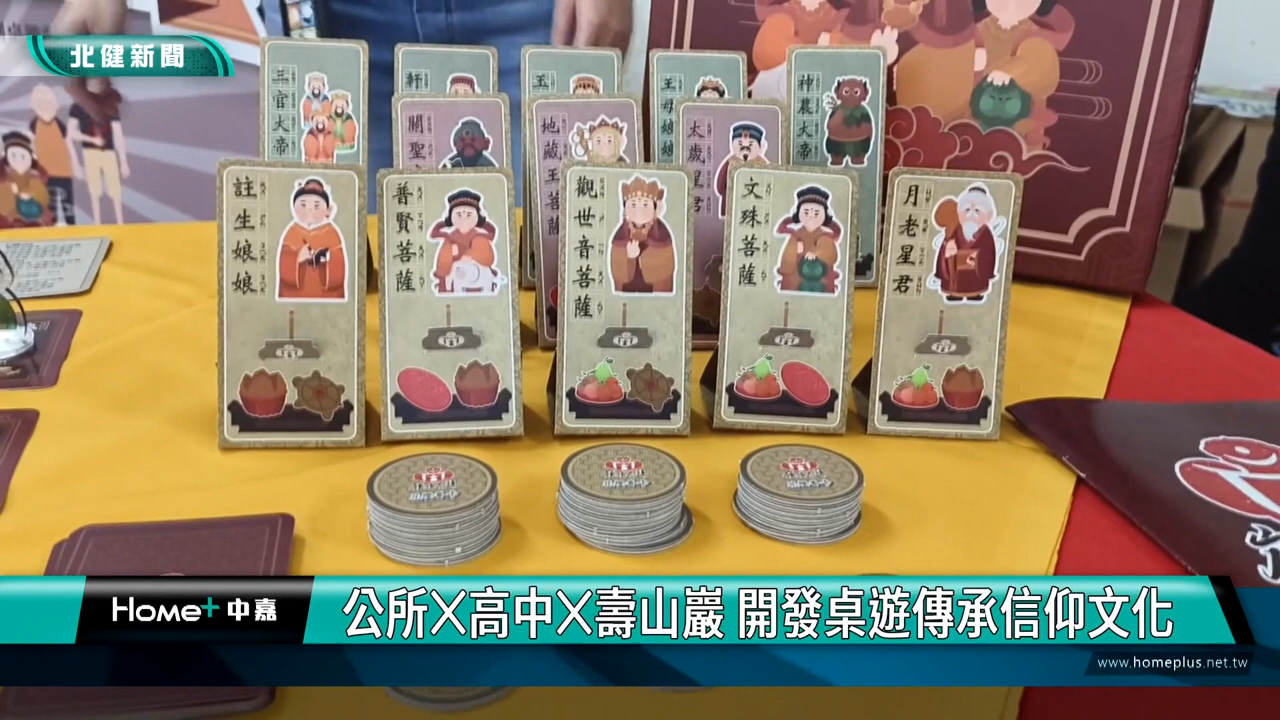 北健新聞
三官大帝
軒
玉
王母娘娘
神農大帝
關聖
地藏王菩薩
太歲星君
註生娘娘
普賢菩薩
觀世音菩薩
文殊菩薩
月老星君
Home+中嘉
公所X高中X壽山巖 開發桌遊傳承信仰文化
www.homeplus.net.tw